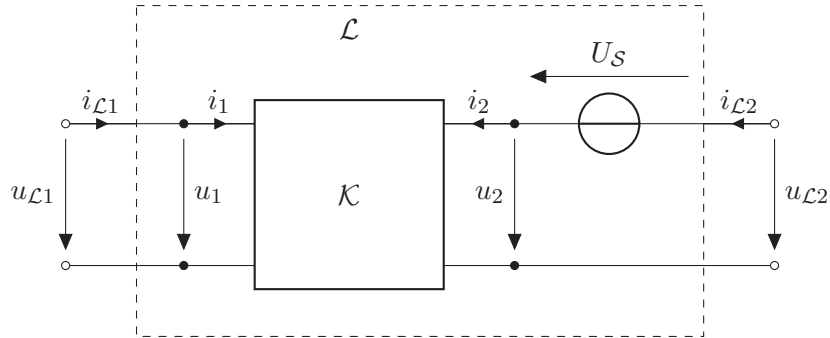 𝓛
U_𝒮
i_𝓛1
i_1
i_2
i_𝓛2
u_𝓛1
u_1
𝒦
u_2
u_𝓛2